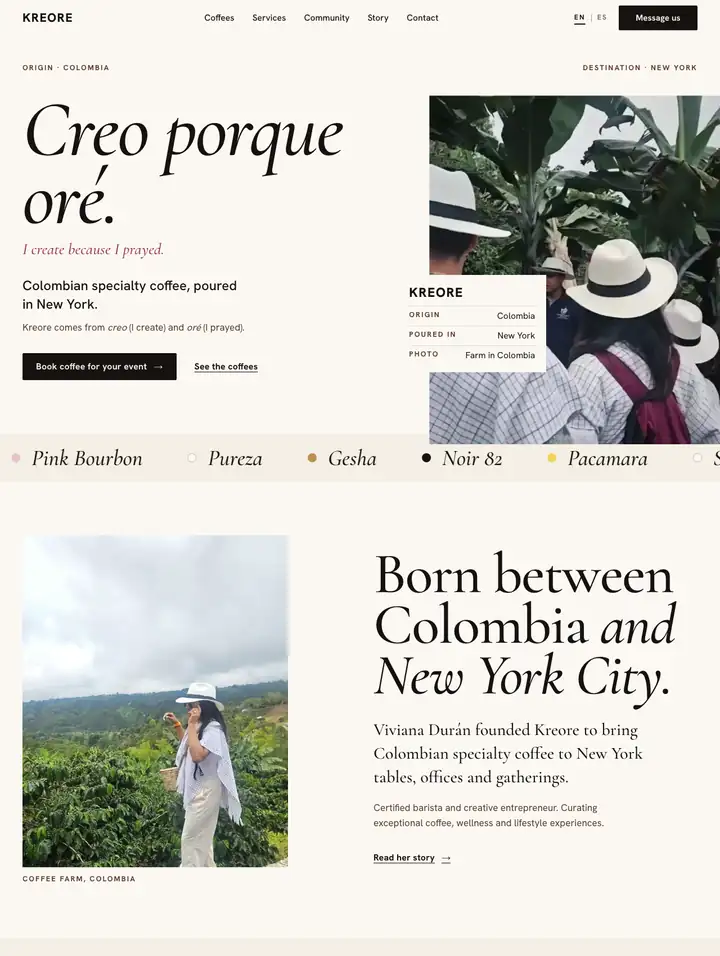 KREORE
Coffees Services Community Story Contact
EN | ES
Message us
ORIGIN · COLOMBIA
DESTINATION · NEW YORK
Creo porque
oré.
I create because I prayed.
Colombian specialty coffee, poured
in New York.
Kreore comes from creo (I create) and oré (I prayed).
Book coffee for your event →
See the coffees
KREORE
ORIGIN Colombia
POURED IN New York
PHOTO Farm in Colombia
Pink Bourbon Pureza Gesha Noir 82 Pacamara
Born between
Colombia and
New York City.
Viviana Durán founded Kreore to bring
Colombian specialty coffee to New York
tables, offices and gatherings.
Certified barista and creative entrepreneur. Curating
exceptional coffee, wellness and lifestyle experiences.
Read her story →
COFFEE FARM, COLOMBIA